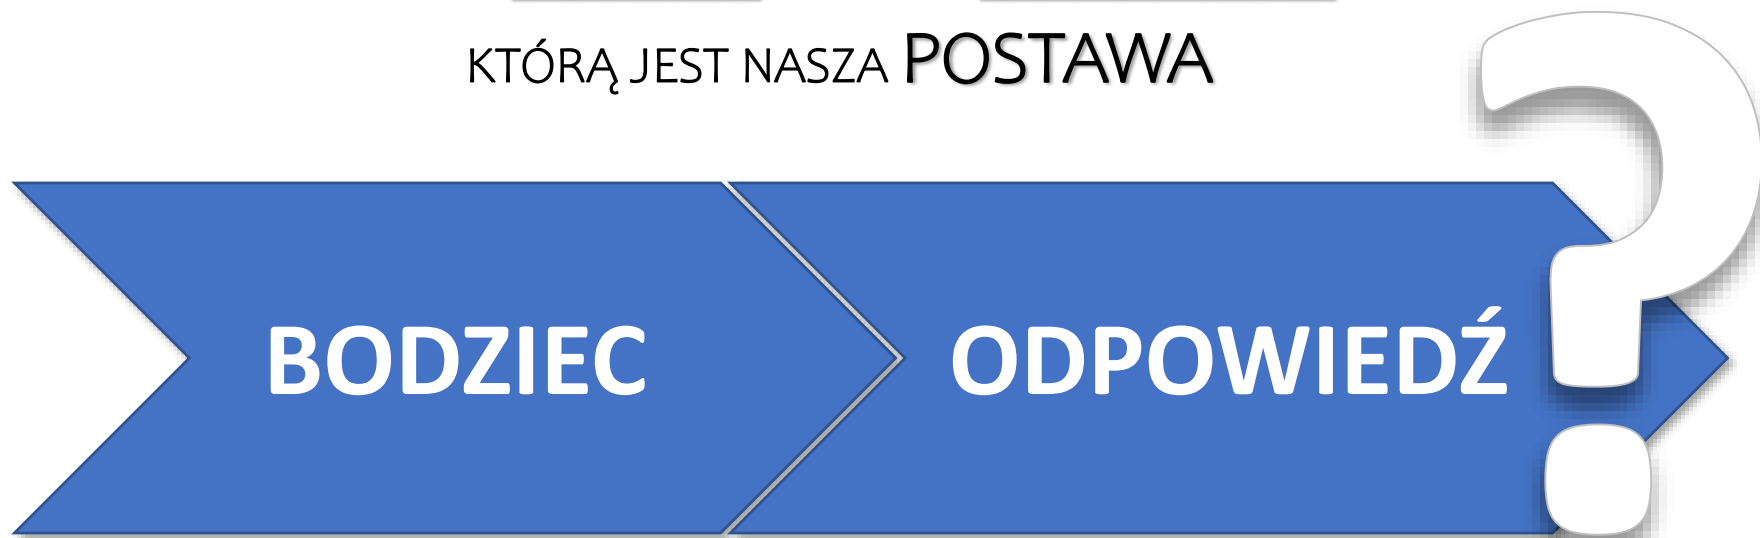 KTÓRĄ JEST NASZA POSTAWA
BODZIEC
ODPOWIEDŹ
?